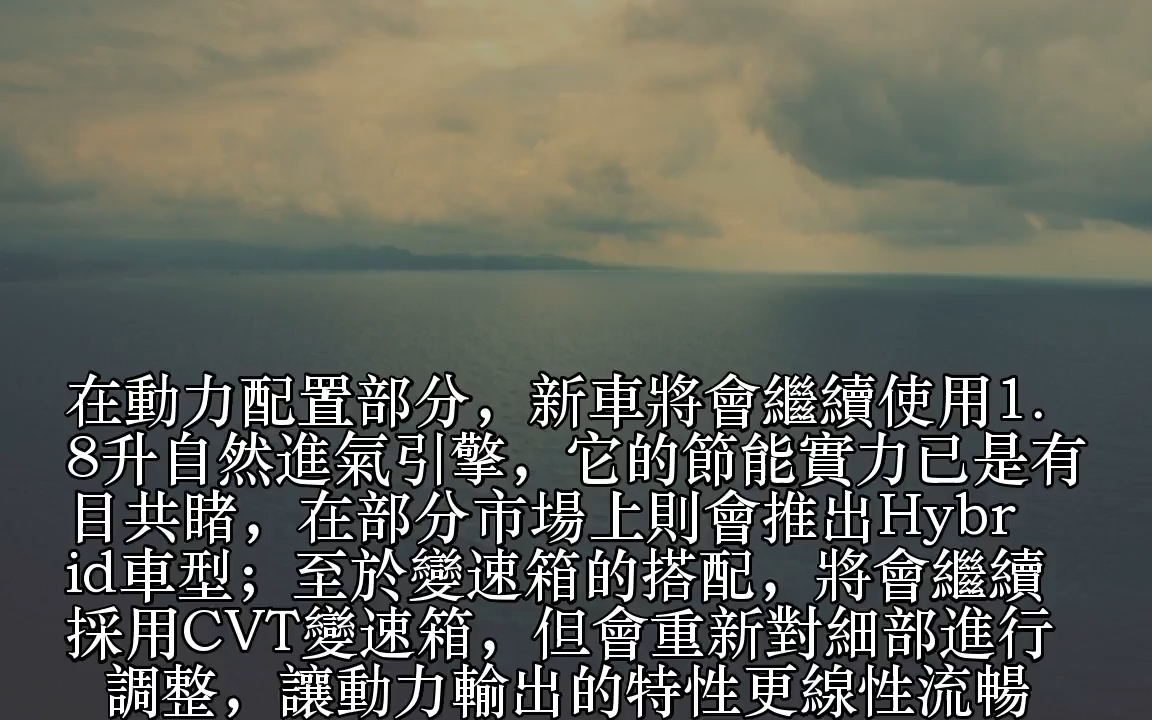 在動力配置部分，新車將會繼續使用1.
8升自然進氣引擎，它的節能實力已是有
目共睹，在部分市場上則會推出Hybr
id車型；至於變速箱的搭配，將會繼續
採用CVT變速箱，但會重新對細部進行
調整，讓動力輸出的特性更線性流暢